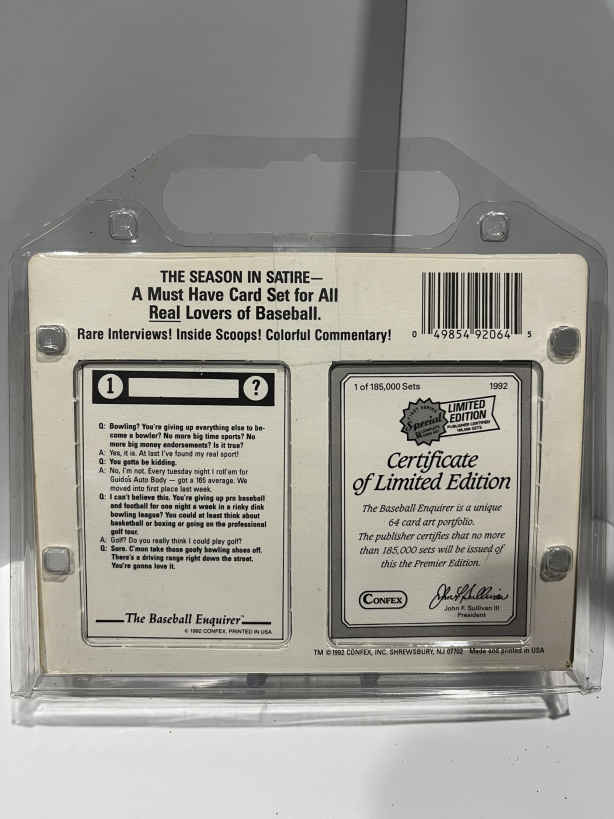 THE SEASON IN SATIRE—
A Must Have Card Set for All
Real Lovers of Baseball.
Rare Interviews! Inside Scoops! Colorful Commentary!
0 49854 92064 5
1 ?
Q: Bowling? You're giving up everything else to be-
come a bowler? No more big time sports? No
more big money endorsements? Is it true?
A: Yes, it is. At last I've found my real sport!
Q: You gotta be kidding.
A: No, I'm not. Every tuesday night I roll'em for
Guido's Auto Body — got a 165 average. We
moved into first place last week.
Q: I can't believe this. You're giving up pro baseball
and football for one night a week in a rinky dink
bowling league? You could at least think about
basketball or boxing or going on the professional
golf tour.
A: Golf? Do you really think I could play golf?
Q: Sure. C'mon take those goofy bowling shoes off.
There's a driving range right down the street.
You're gonna love it.
The Baseball Enquirer™
© 1992 CONFEX, PRINTED IN USA
1 of 185,000 Sets 1992
Special
LIMITED
EDITION
PUBLISHER CERTIFIED
185,000 SETS
Certificate
of Limited Edition
The Baseball Enquirer is a unique
64 card art portfolio.
The publisher certifies that no more
than 185,000 sets will be issued of
this the Premier Edition.
CONFEX
John F. Sullivan III
President
TM © 1992 CONFEX, INC. SHREWSBURY, NJ 07702 Made and printed in USA